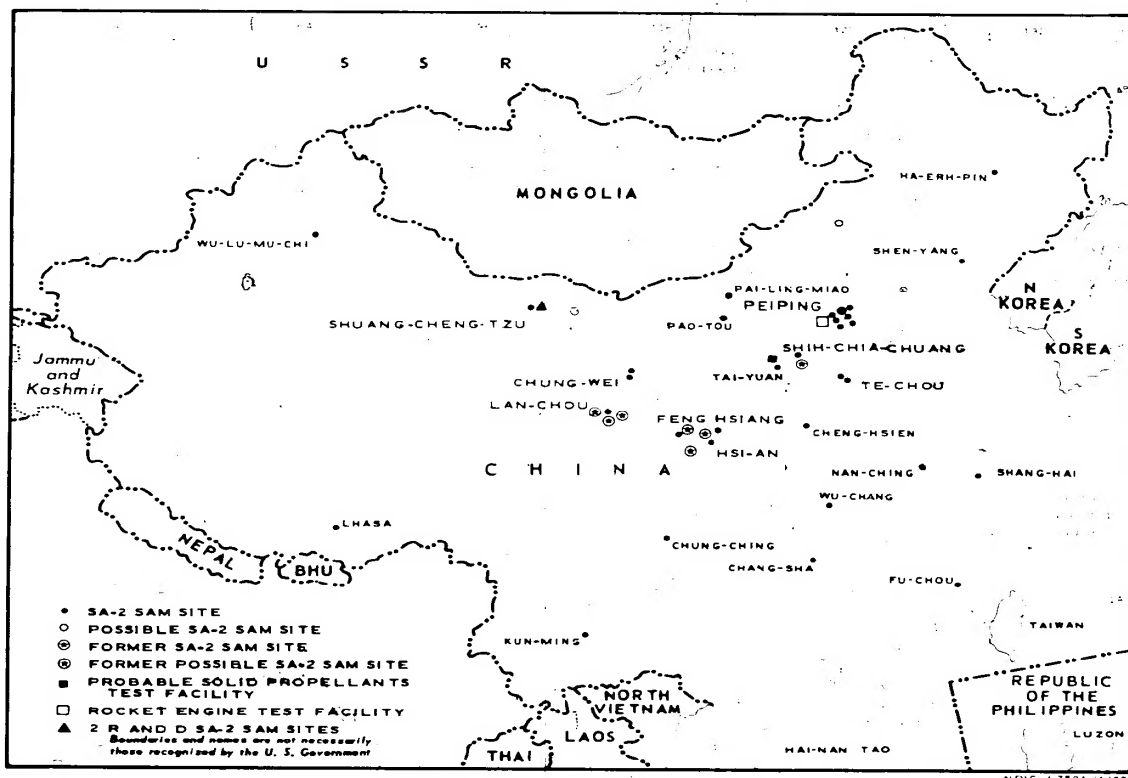 U S S R
MONGOLIA
HA-ERH-PIN
WU-LU-MU-CHI
SHEN-YANG
PAI-LING-MIAO
PEIPING
N
KOREA
SHUANG-CHENG-TZU
PAO-TOU
S
KOREA
SHIH-CHIA-CHUANG
Jammu
and
Kashmir
CHUNG-WEI
TAI-YUAN
TE-CHOU
LAN-CHOU
FENG HSIANG
CHENG-HSIEN
HSI-AN
CHINA
NAN-CHING
SHANG-HAI
WU-CHANG
LHASA
CHUNG-CHING
NEPAL
BHU
CHANG-SHA
FU-CHOU
TAIWAN
KUN-MING
NORTH
VIETNAM
LAOS
THAI
HAI-NAN TAO
REPUBLIC
OF THE
PHILIPPINES
LUZON
SA-2 SAM SITE
POSSIBLE SA-2 SAM SITE
FORMER SA-2 SAM SITE
FORMER POSSIBLE SA-2 SAM SITE
PROBABLE SOLID PROPELLANTS
TEST FACILITY
ROCKET ENGINE TEST FACILITY
2 R AND D SA-2 SAM SITES
Boundaries and names are not necessarily
those recognized by the U. S. Government